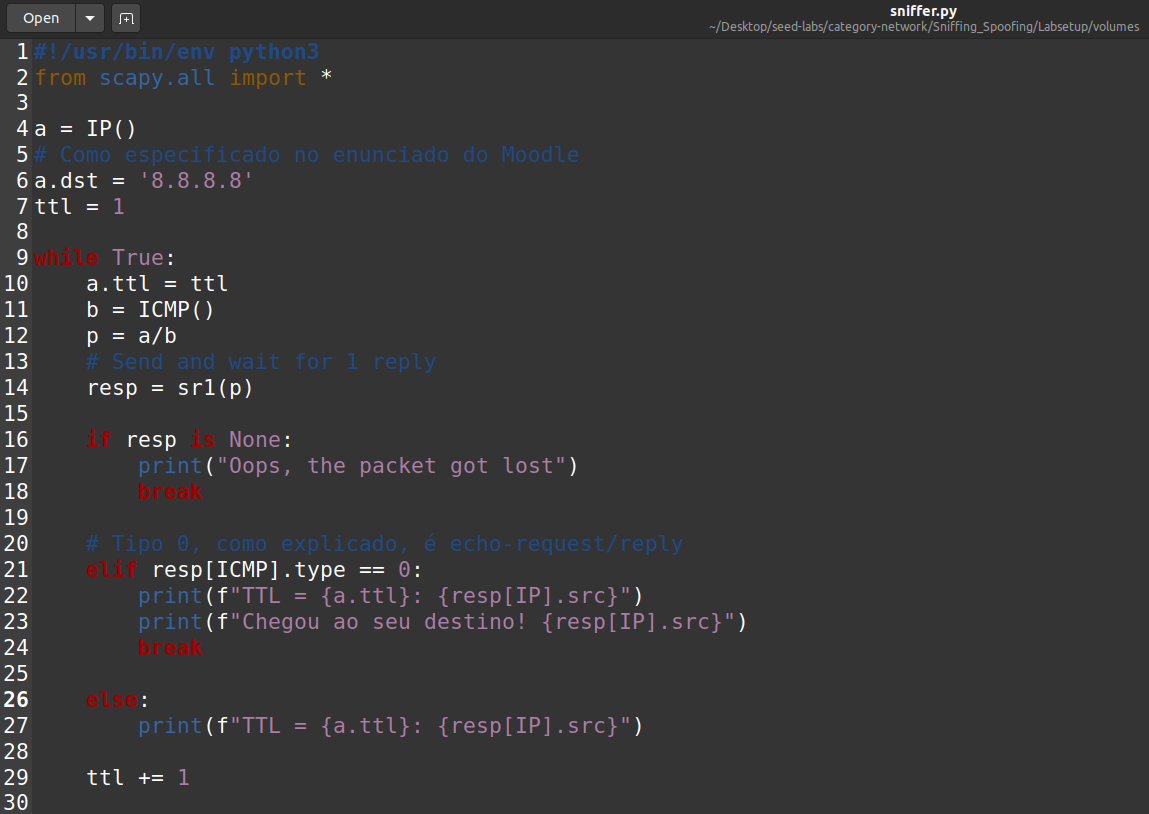 Open
sniffer.py
~/Desktop/seed-labs/category-network/Sniffing_Spoofing/Labsetup/volumes
1 #!/usr/bin/env python3
2 from scapy.all import *
3
4 a = IP()
5 # Como especificado no enunciado do Moodle
6 a.dst = '8.8.8.8'
7 ttl = 1
8
9 while True:
10     a.ttl = ttl
11     b = ICMP()
12     p = a/b
13     # Send and wait for 1 reply
14     resp = sr1(p)
15
16     if resp is None:
17         print("Oops, the packet got lost")
18         break
19
20     # Tipo 0, como explicado, é echo-request/reply
21     elif resp[ICMP].type == 0:
22         print(f"TTL = {a.ttl}: {resp[IP].src}")
23         print(f"Chegou ao seu destino! {resp[IP].src}")
24         break
25
26     else:
27         print(f"TTL = {a.ttl}: {resp[IP].src}")
28
29     ttl += 1
30